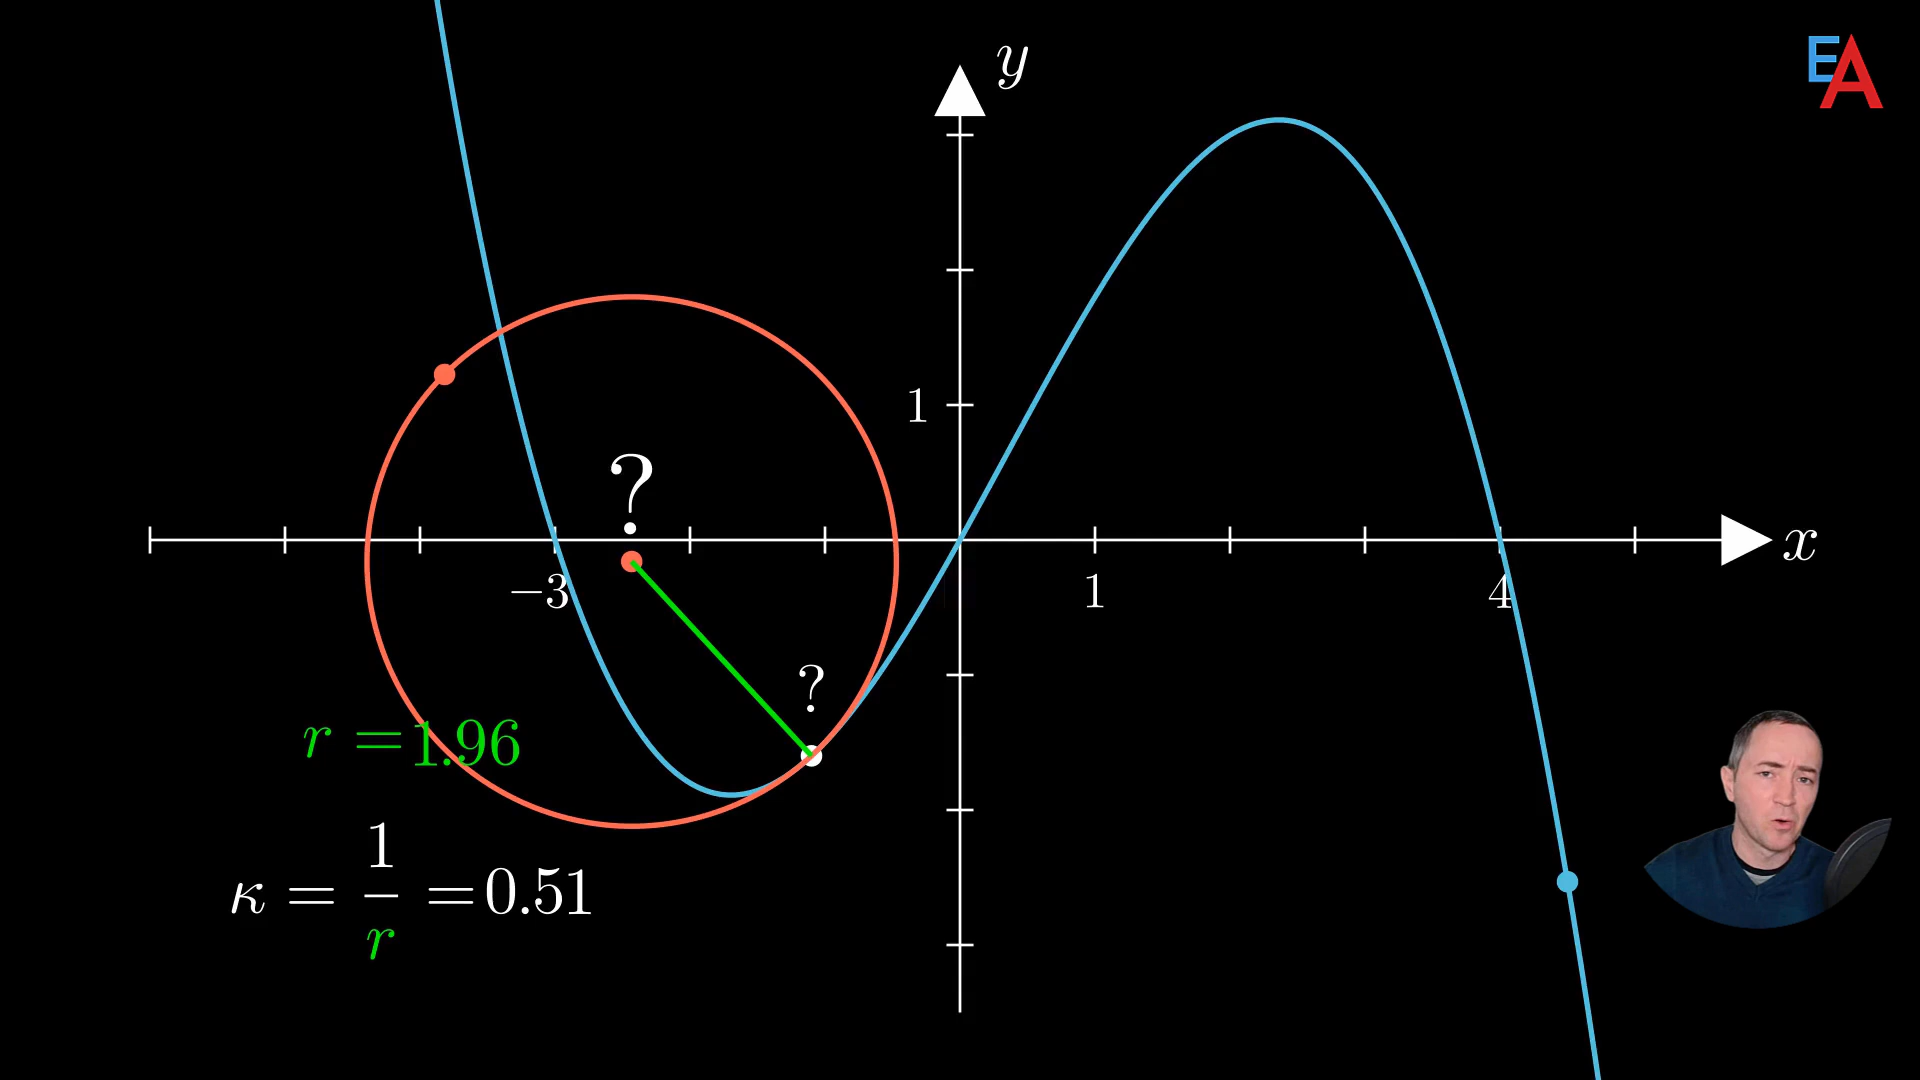 y
EA
1
?
x
−3
1
4
?
r = 1.96
κ = 1/r = 0.51